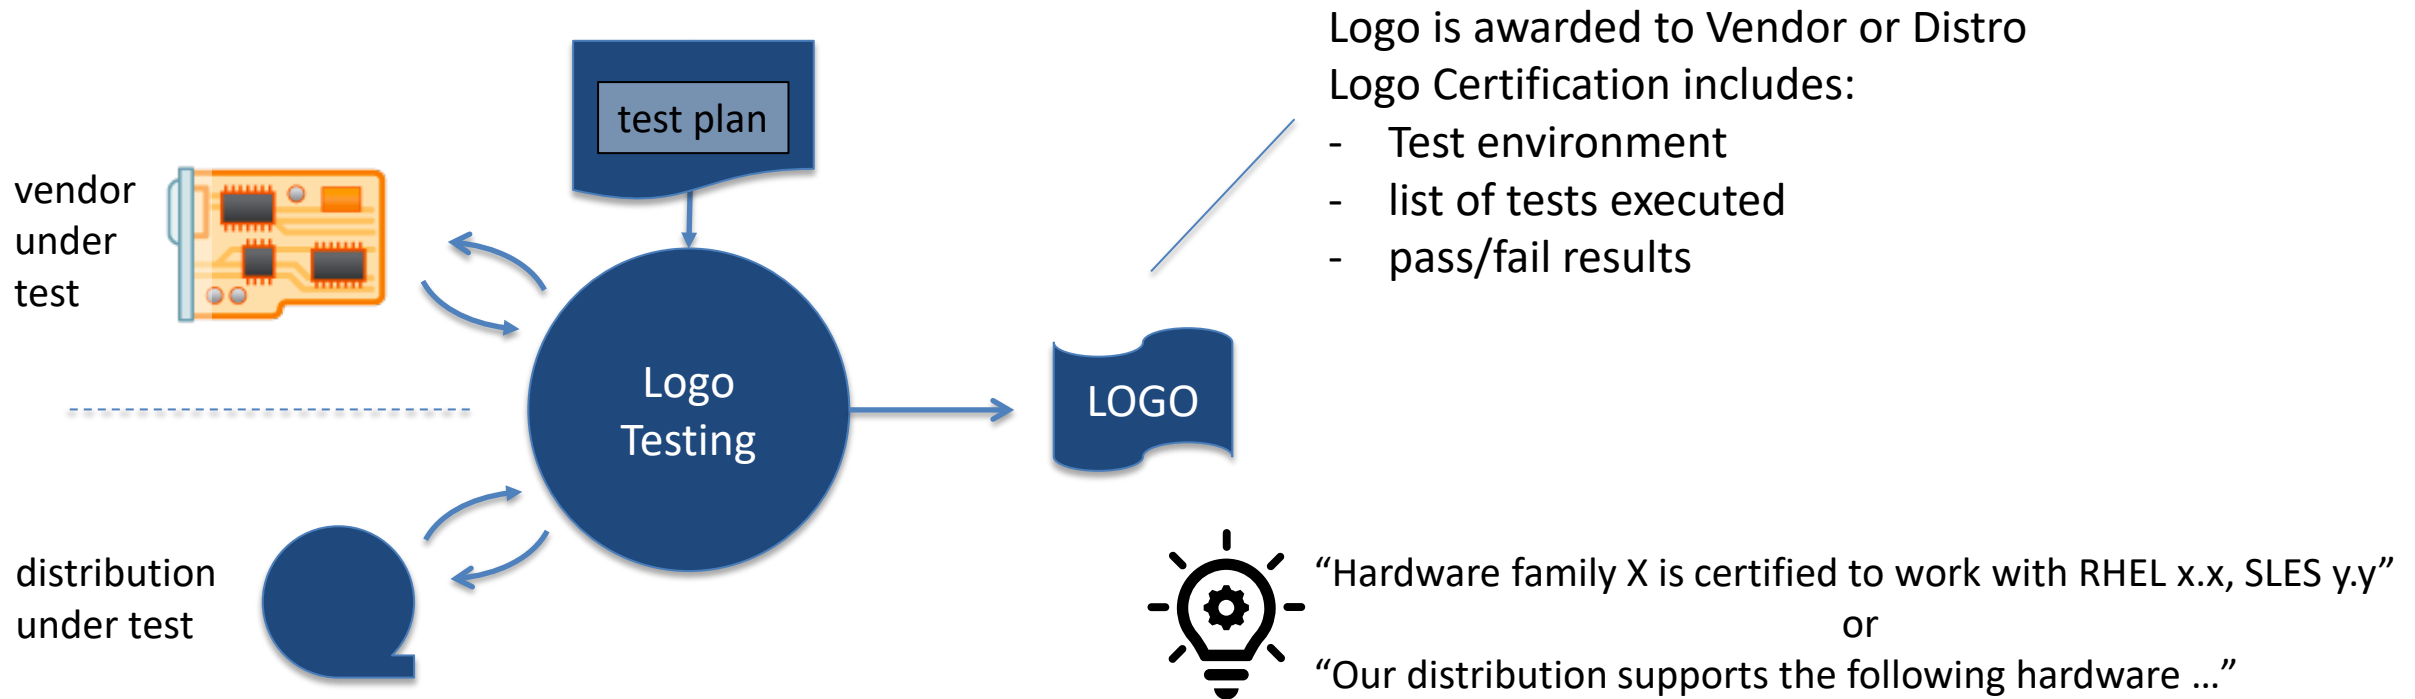 Logo is awarded to Vendor or Distro
Logo Certification includes:
- Test environment
- list of tests executed
- pass/fail results
test plan
vendor
under
test
Logo
Testing
LOGO
distribution
under test
“Hardware family X is certified to work with RHEL x.x, SLES y.y”
or
“Our distribution supports the following hardware …”